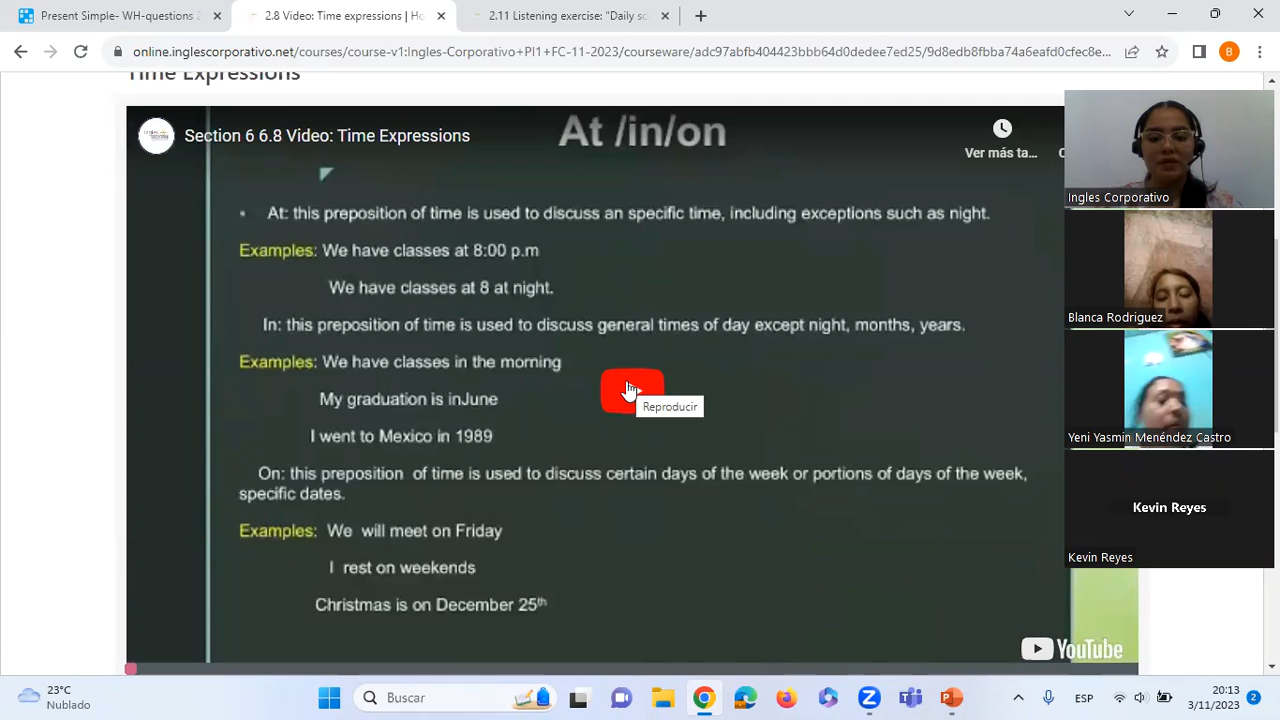 Present Simple- WH-questions 2
2.8 Video: Time expressions | Ho
2.11 Listening exercise: "Daily sc
online.inglescorporativo.net/courses/course-v1:Ingles-Corporativo+PI1+FC-11-2023/courseware/adc97abfb404423bbb64d0dedee7ed25/9d8edb8fbba74a6eafd0cfec8e...
B
Time Expressions
Section 6 6.8 Video: Time Expressions
At /in/on
Ver más ta...
At: this preposition of time is used to discuss an specific time, including exceptions such as night.
Examples: We have classes at 8:00 p.m
We have classes at 8 at night.
In: this preposition of time is used to discuss general times of day except night, months, years.
Examples: We have classes in the morning
My graduation is inJune
I went to Mexico in 1989
On: this preposition of time is used to discuss certain days of the week or portions of days of the week,
specific dates.
Examples: We will meet on Friday
I rest on weekends
Christmas is on December 25th
Reproducir
YouTube
Ingles Corporativo
Blanca Rodriguez
Yeni Yasmin Menéndez Castro
Kevin Reyes
Kevin Reyes
23°C
Nublado
Buscar
ESP
20:13
3/11/2023
2